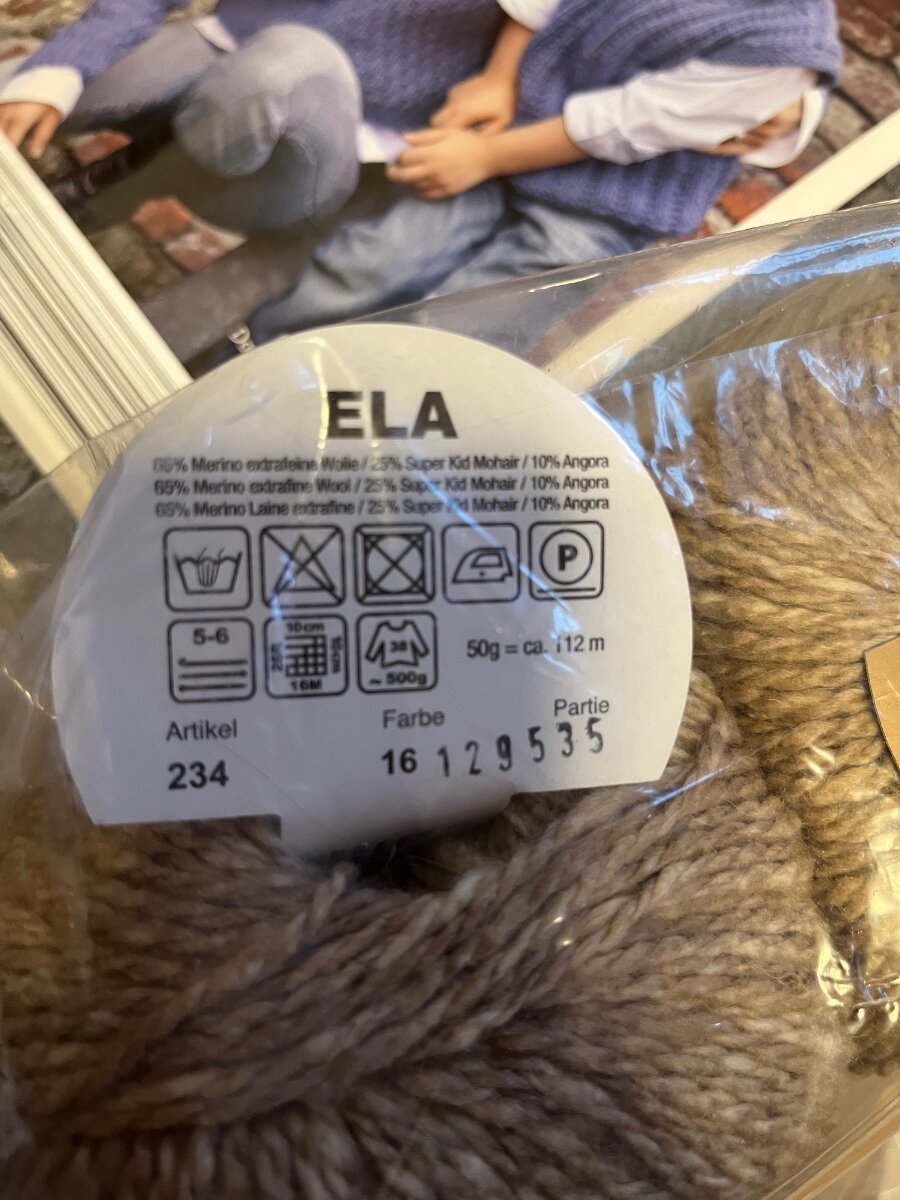 ELA
65% Merino extrafeine Wolle / 25% Super Kid Mohair / 10% Angora
65% Merino extrafine Wool / 25% Super Kid Mohair / 10% Angora
65% Merino Laine extrafine / 25% Super Kid Mohair / 10% Angora
P
5-6
10cm
26R
10cm
16M
38
~ 500g
50g = ca. 112 m
Artikel Farbe Partie
234 16 129535